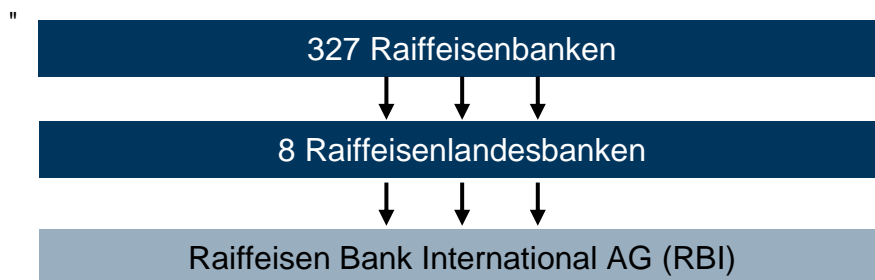 "
327 Raiffeisenbanken
8 Raiffeisenlandesbanken
Raiffeisen Bank International AG (RBI)